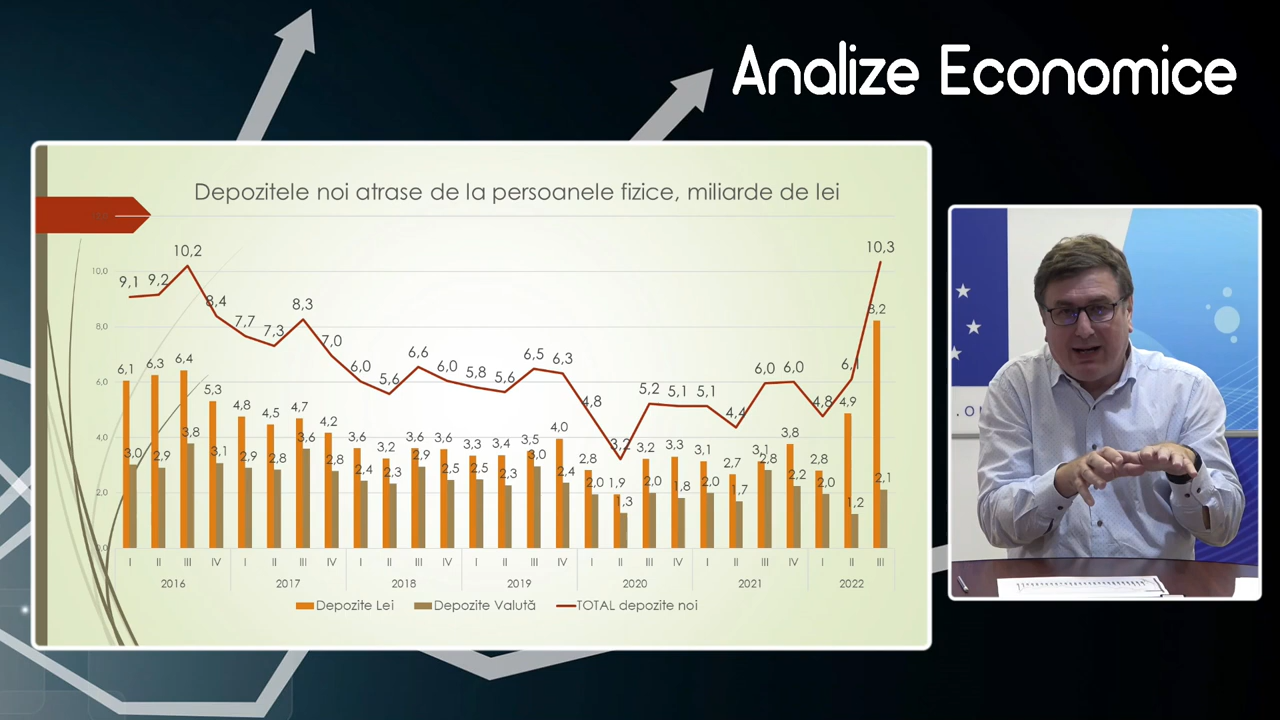 Analize Economice
Depozitele noi atrase de la persoanele fizice, miliarde de lei
10,0
8,0
6,0
4,0
2,0
9,1 9,2 10,2 8,4 7,7 7,3 8,3 7,0 6,0 5,6 6,6 6,0 5,8 5,6 6,5 6,3 4,8 3,2 5,2 5,1 5,1 4,4 6,0 6,0 4,8 6,1 10,3
6,1 6,3 6,4 5,3 4,8 4,5 4,7 4,2 3,6 3,2 3,6 3,6 3,3 3,4 3,5 4,0 2,8 1,9 3,2 3,3 3,1 2,7 3,1 3,8 2,8 4,9 8,2
3,0 2,9 3,8 3,1 2,9 2,8 3,6 2,8 2,4 2,3 2,9 2,5 2,5 2,3 3,0 2,4 2,0 1,3 2,0 1,8 2,0 1,7 2,8 2,2 2,0 1,2 2,1
I II III IV I II III IV I II III IV I II III IV I II III IV I II III IV I II III
2016 2017 2018 2019 2020 2021 2022
Depozite Lei Depozite Valută TOTAL depozite noi